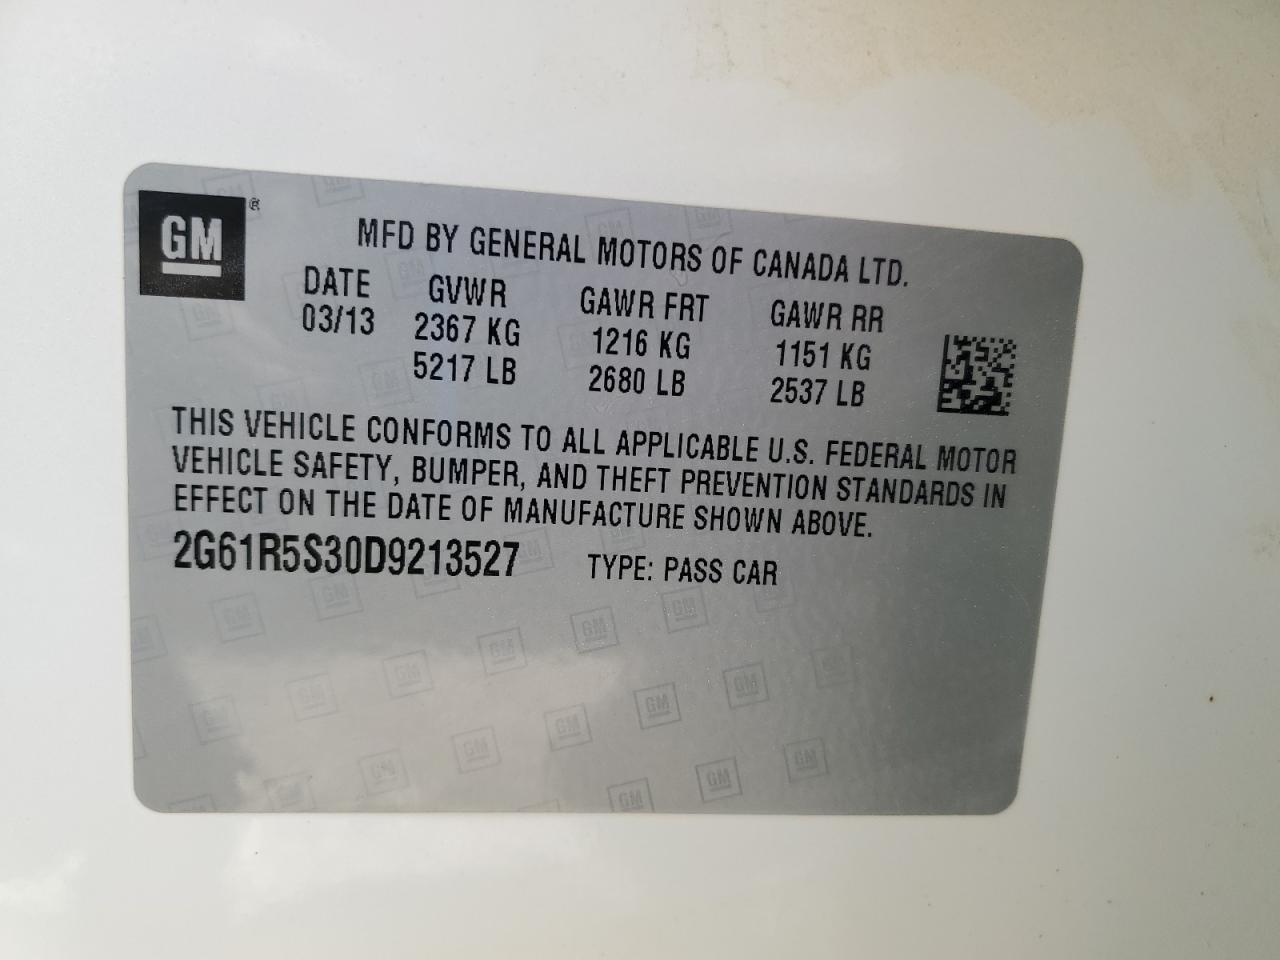 GM®
MFD BY GENERAL MOTORS OF CANADA LTD.
DATE GVWR GAWR FRT GAWR RR
03/13 2367 KG 1216 KG 1151 KG
5217 LB 2680 LB 2537 LB
THIS VEHICLE CONFORMS TO ALL APPLICABLE U.S. FEDERAL MOTOR
VEHICLE SAFETY, BUMPER, AND THEFT PREVENTION STANDARDS IN
EFFECT ON THE DATE OF MANUFACTURE SHOWN ABOVE.
2G61R5S30D9213527 TYPE: PASS CAR